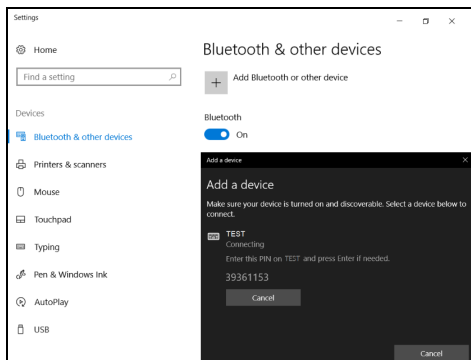 Settings
Home
Find a setting
Devices
Bluetooth & other devices
Printers & scanners
Mouse
Touchpad
Typing
Pen & Windows Ink
AutoPlay
USB
Bluetooth & other devices
Add Bluetooth or other device
Bluetooth
On
Add a device
Add a device
Make sure your device is turned on and discoverable. Select a device below to
connect.
TEST
Connecting
Enter this PIN on TEST and press Enter if needed.
39361153
Cancel
Cancel